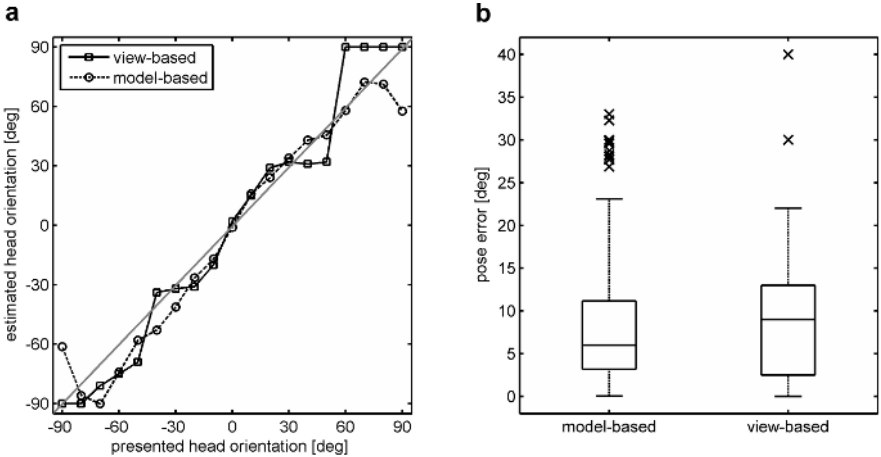 a
view-based
model-based
90
60
30
0
-30
-60
-90
estimated head orientation [deg]
-90
-60
-30
0
30
60
90
presented head orientation [deg]
b
40
35
30
25
20
15
10
5
0
pose error [deg]
model-based
view-based